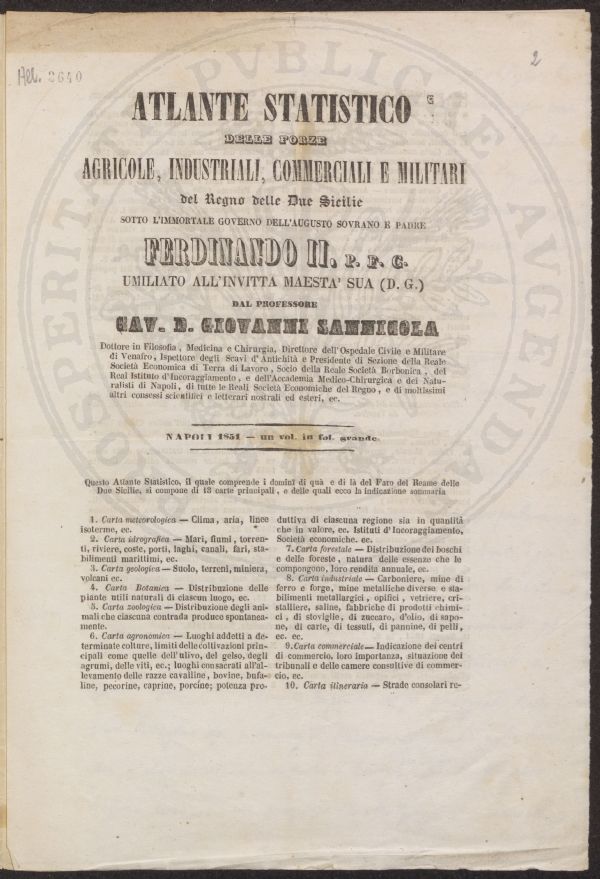 Ael. 2640
2
ATLANTE STATISTICO
DELLE FORZE
AGRICOLE, INDUSTRIALI, COMMERCIALI E MILITARI
del Regno delle Due Sicilie
SOTTO L'IMMORTALE GOVERNO DELL'AUGUSTO SOVRANO E PADRE
FERDINANDO II. P. F. C.
UMILIATO ALL'INVITTA MAESTA' SUA (D. G.)
DAL PROFESSORE
CAV. D. GIOVANNI SANNICOLA
Dottore in Filosofia, Medicina e Chirurgia, Direttore dell'Ospedale Civile e Militare
di Venafro, Ispettore degli Scavi d'Antichità e Presidente di Sezione della Reale
Società Economica di Terra di Lavoro, Socio della Reale Società Borbonica, del
Real Istituto d'Incoraggiamento, e dell'Accademia Medico-Chirurgica e dei Natu-
ralisti di Napoli, di tutte le Reali Società Economiche del Regno, e di moltissimi
altri consessi scientifici e letterari nostrali ed esteri, ec.
NAPOLI 1851 — un vol. in fol. grande.
Questo Atlante Statistico, il quale comprende i domini di quà e di là del Faro del Reame delle
Due Sicilie, si compone di 13 carte principali, e delle quali ecco la indicazione sommaria
1. Carta meteorologica — Clima, aria, linee
isoterme, ec.
2. Carta idrografica — Mari, fiumi, torren-
ti, riviere, coste, porti, laghi, canali, fari, sta-
bilimenti marittimi, ec.
3. Carta geologica — Suolo, terreni, miniera,
volcani ec.
4. Carta Botanica — Distribuzione delle
piante utili naturali di ciascun luogo, ec.
5. Carta zoologica — Distribuzione degli ani-
mali che ciascuna contrada produce spontanea-
mente.
6. Carta agronomica — Luoghi addetti a de-
terminate colture, limiti delle coltivazioni prin-
cipali come quelle dell'ulivo, del gelso, degli
agrumi, delle viti, ec.; luoghi consacrati all'al-
levamento delle razze cavalline, bovine, bufa-
line, pecorine, caprine, porcine; potenza pro-
duttiva di ciascuna regione sia in quantità
che in valore, ec. Istituti d'Incoraggiamento,
Società economiche. ec.
7. Carta forestale — Distribuzione dei boschi
e delle foreste, natura delle essenze che le
compongono, loro rendita annuale, ec.
8. Carta industriale — Carboniere, mine di
ferro e forgo, mine metalliche diverse e sta-
bilimenti metallargici, opifici, vetriere, cri-
stalliere, saline, fabbriche di prodotti chimi-
ci, di stoviglie, di zuccaro, d'olio, di sapo-
ne, di carte, di tessuti, di pannine, di pelli,
ec. ec.
9. Carta commerciale — Indicazione dei centri
di commercio, loro importanza, situazione dei
tribunali e delle camere consultive di commer-
cio, ec.
10. Carta itineraria — Strade consolari re-